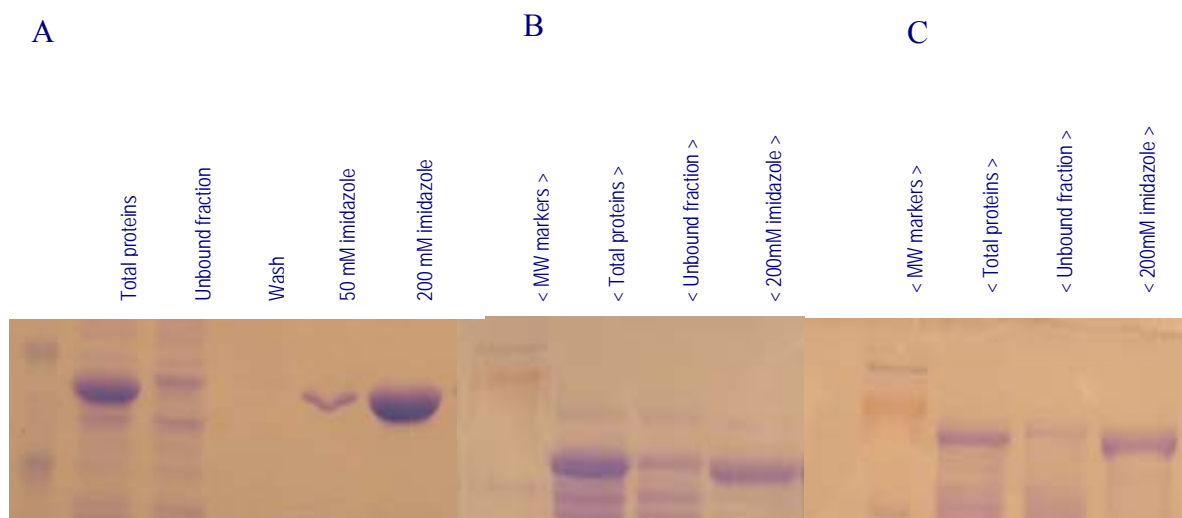 A
B
C
Total proteins
Unbound fraction
Wash
50 mM imidazole
200 mM imidazole
< MW markers >
< Total proteins >
< Unbound fraction >
< 200mM imidazole >
< MW markers >
< Total proteins >
< Unbound fraction >
< 200mM imidazole >